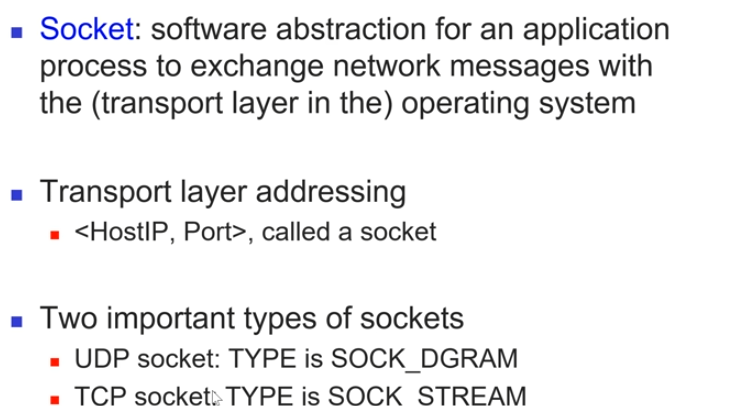 Socket: software abstraction for an application
process to exchange network messages with
the (transport layer in the) operating system
Transport layer addressing
<HostIP, Port>, called a socket
Two important types of sockets
UDP socket: TYPE is SOCK_DGRAM
TCP socket: TYPE is SOCK_STREAM